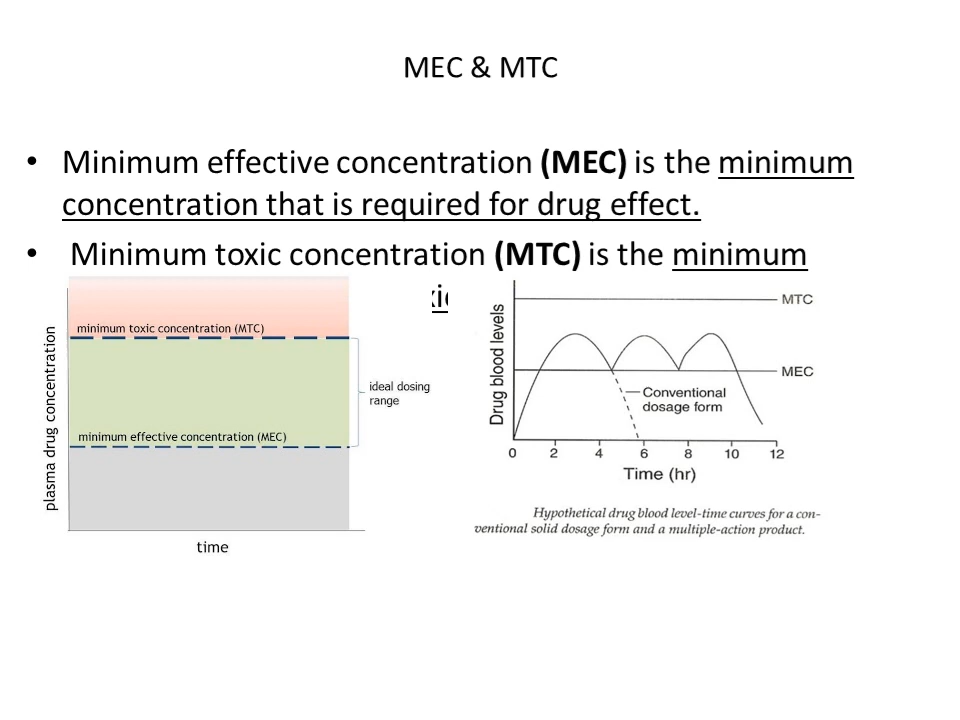 MEC & MTC
• Minimum effective concentration (MEC) is the minimum
concentration that is required for drug effect.
• Minimum toxic concentration (MTC) is the minimum
minimum toxic concentration (MTC)
ideal dosing
range
minimum effective concentration (MEC)
plasma drug concentration
time
MTC
MEC
Conventional
dosage form
Drug blood levels
0 2 4 6 8 10 12
Time (hr)
Hypothetical drug blood level-time curves for a con-
ventional solid dosage form and a multiple-action product.